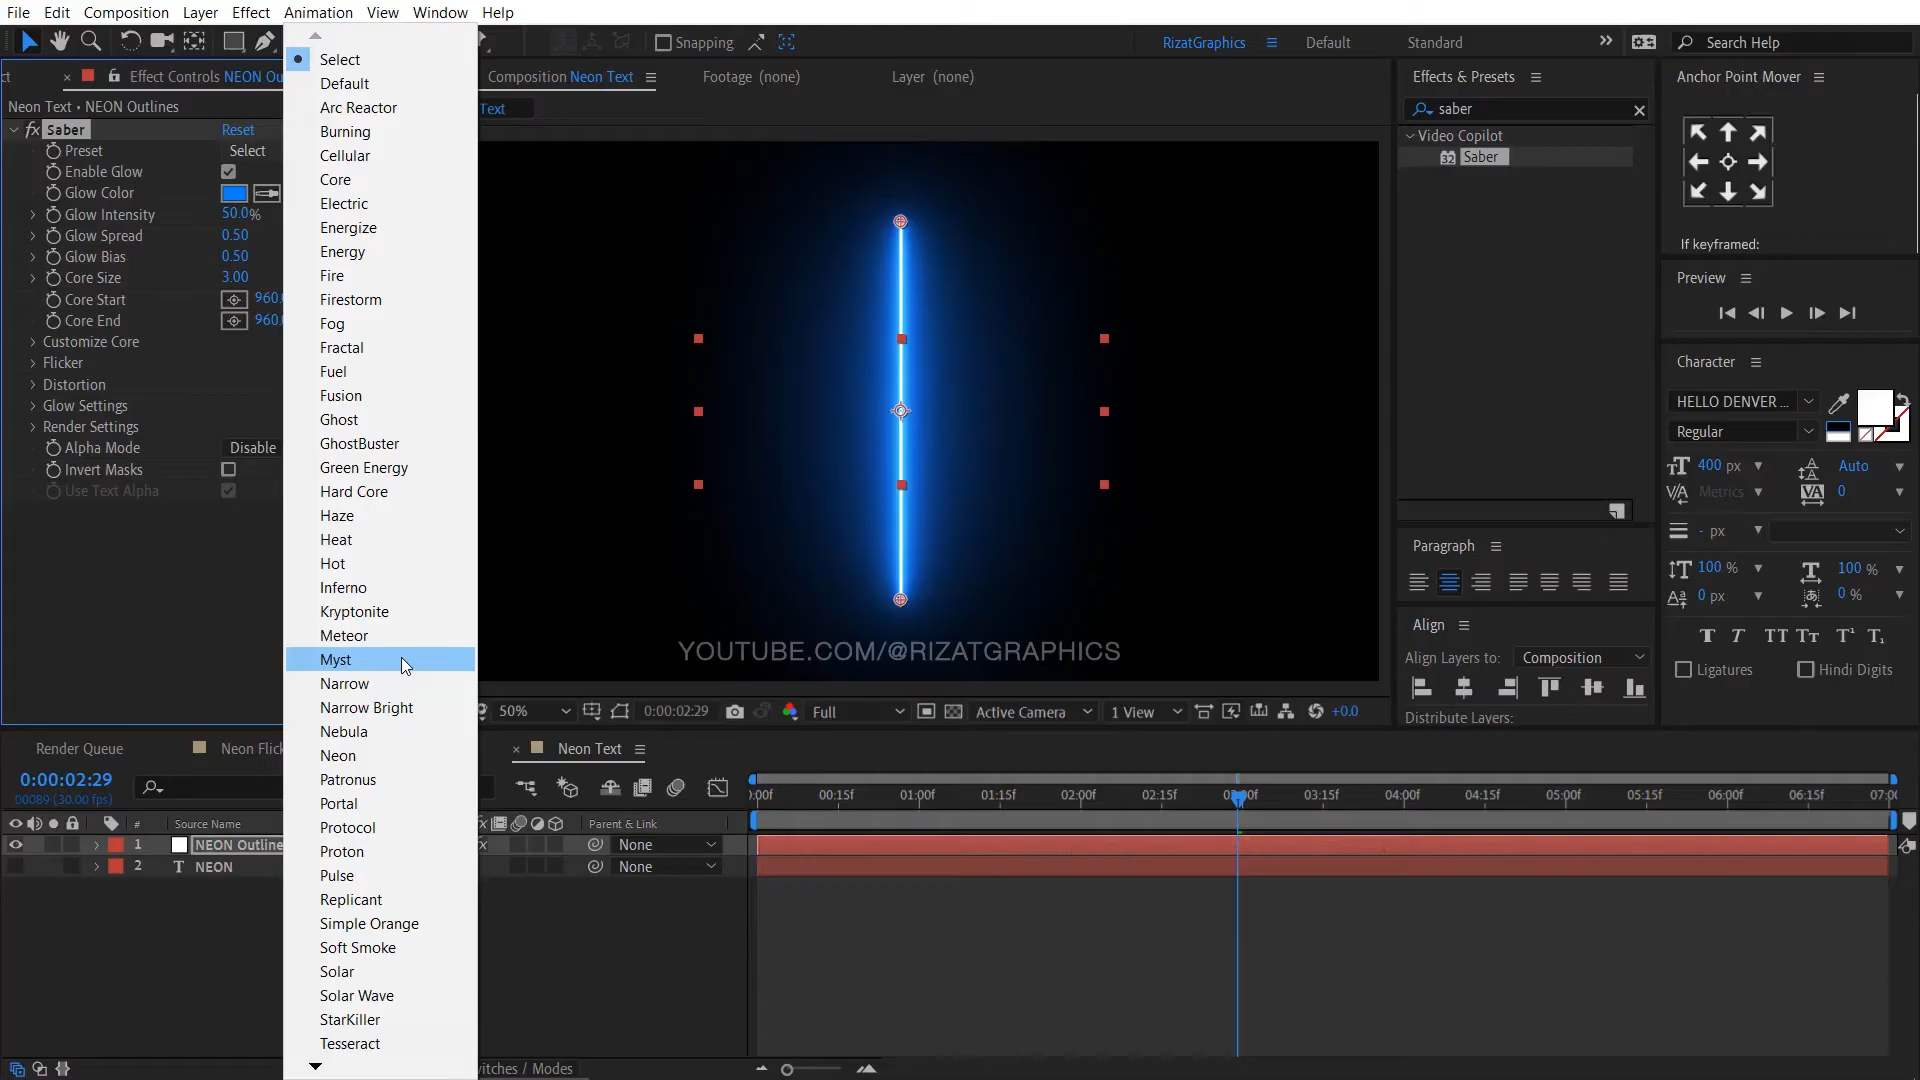 File Edit Composition Layer Effect Animation View Window Help
Snapping
RizatGraphics Default Standard Search Help
Effect Controls NEON Ou
Composition Neon Text Footage (none) Layer (none)
Effects & Presets
Anchor Point Mover
Neon Text • NEON Outlines
Text
saber
Saber Reset
Video Copilot
Saber
Preset Select
Enable Glow
Glow Color
Glow Intensity 50.0%
Glow Spread 0.50
Glow Bias 0.50
Core Size 3.00
Core Start 960.
Core End 960.
Customize Core
Flicker
Distortion
Glow Settings
Render Settings
Alpha Mode Disable
Invert Masks
Use Text Alpha
Select
Default
Arc Reactor
Burning
Cellular
Core
Electric
Energize
Energy
Fire
Firestorm
Fog
Fractal
Fuel
Fusion
Ghost
GhostBuster
Green Energy
Hard Core
Haze
Heat
Hot
Inferno
Kryptonite
Meteor
Myst
Narrow
Narrow Bright
Nebula
Neon
Patronus
Portal
Protocol
Proton
Pulse
Replicant
Simple Orange
Soft Smoke
Solar
Solar Wave
StarKiller
Tesseract
If keyframed:
Preview
Character
HELLO DENVER ...
Regular
400 px Auto
Metrics 0
- px
100 % 100 %
0 px 0 %
Ligatures Hindi Digits
Paragraph
Align
Align Layers to: Composition
Distribute Layers:
YOUTUBE.COM/@RIZATGRAPHICS
50% 0:00:02:29 Full Active Camera 1 View +0.0
Render Queue Neon Flick Neon Text
0:00:02:29
00089 (30.00 fps)
:00f 00:15f 01:00f 01:15f 02:00f 02:15f 03:00f 03:15f 04:00f 04:15f 05:00f 05:15f 06:00f 06:15f 07:00
# Source Name Parent & Link
1 NEON Outline None
2 T NEON None
witches / Modes